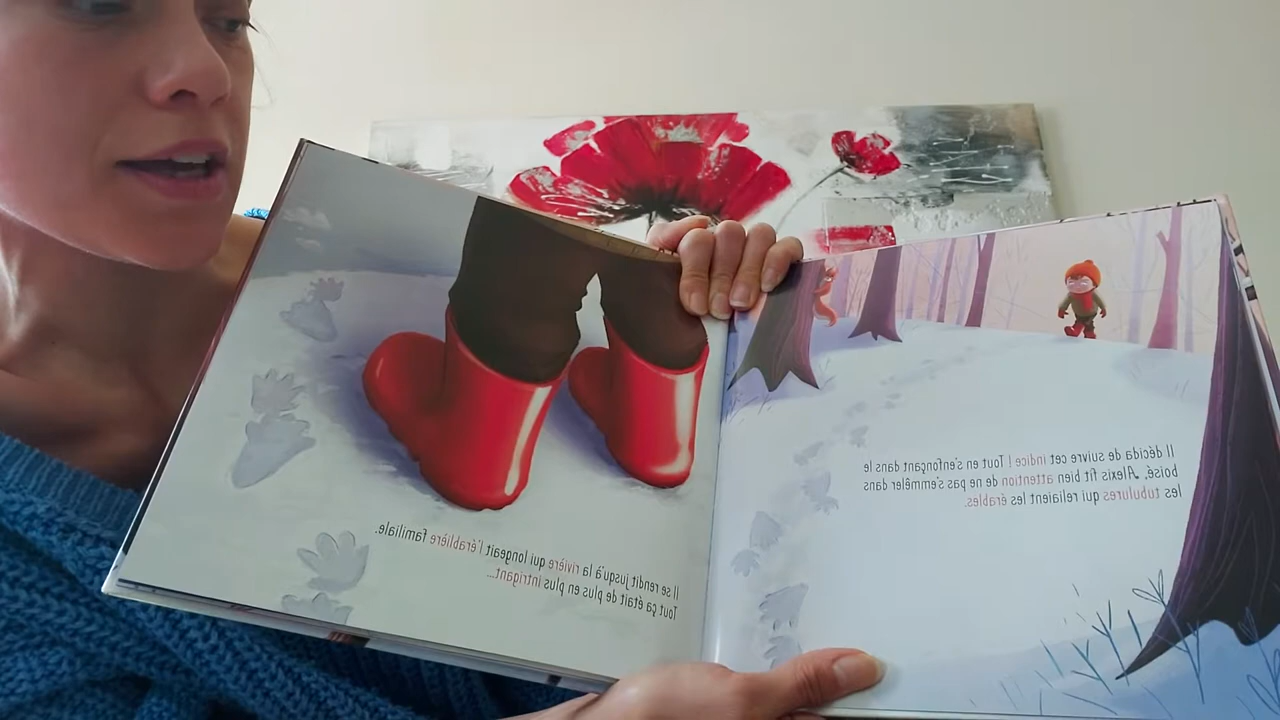 Il décida de suivre cet indice ! Tout en s'enfonçant dans le
boisé, Alexis fit bien attention de ne pas s'emmêler dans
les tubulures qui reliaient les érables.
Il se rendit jusqu'à la rivière qui longeait l'érablière familiale.
Tout ça était de plus en plus intrigant...